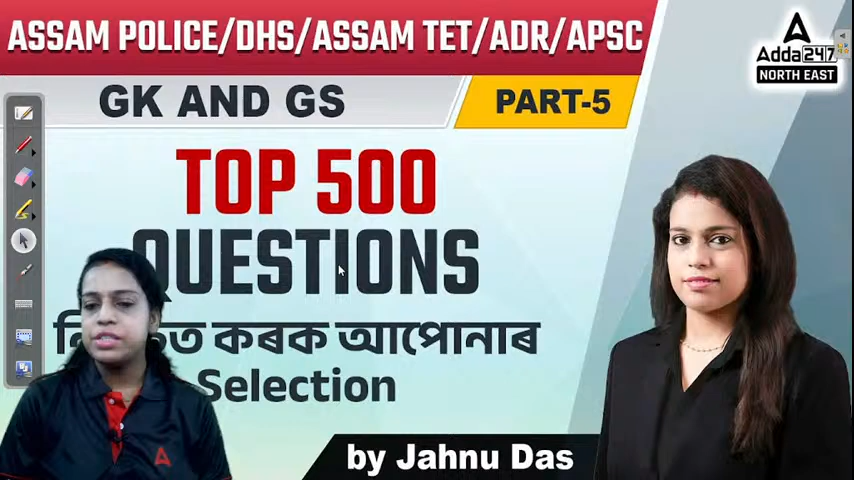 ASSAM POLICE/DHS/ASSAM TET/ADR/APSC
Adda247
NORTH EAST
GK AND GS
PART-5
TOP 500
QUESTIONS
কৰক আপোনাৰ
Selection
by Jahnu Das